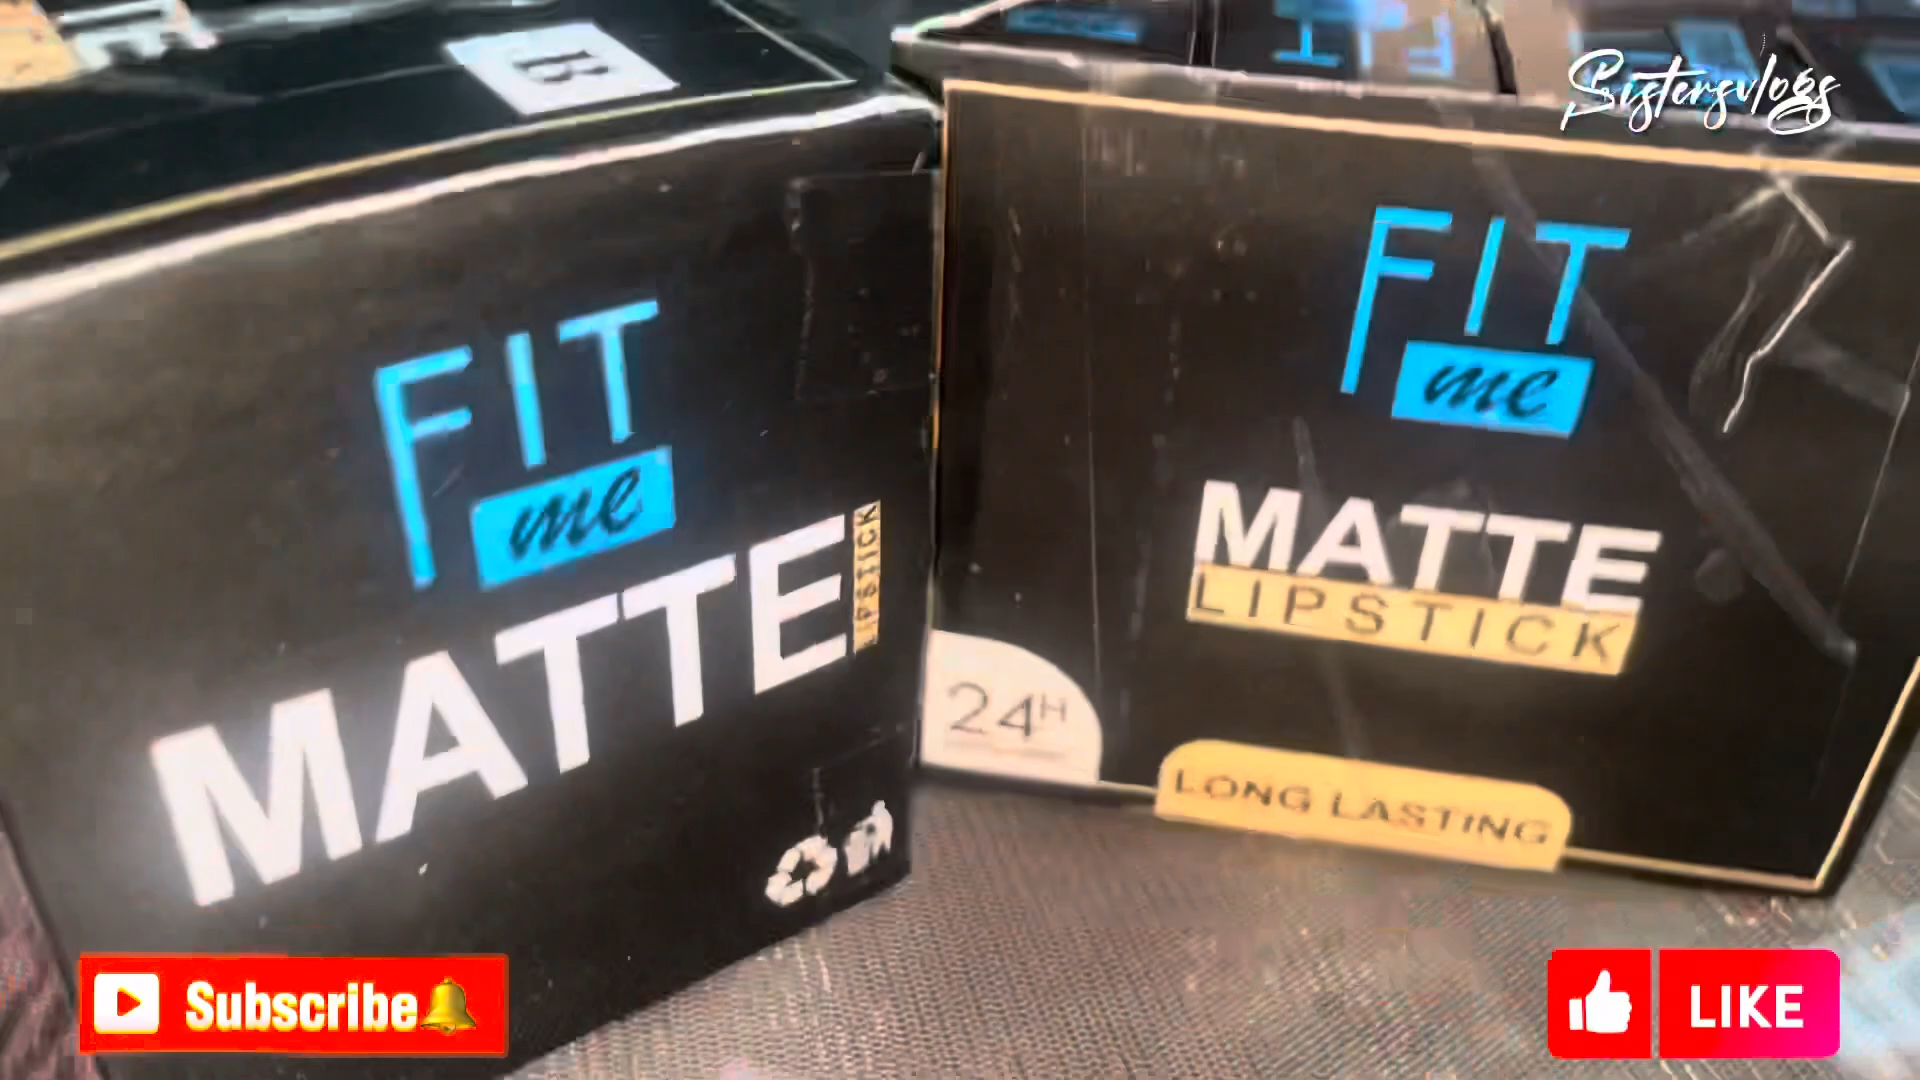 Sistersvlogs
B
FIT
me
MATTE
LIPSTICK
FIT
me
MATTE
LIPSTICK
24H
LONG LASTING
Subscribe
LIKE